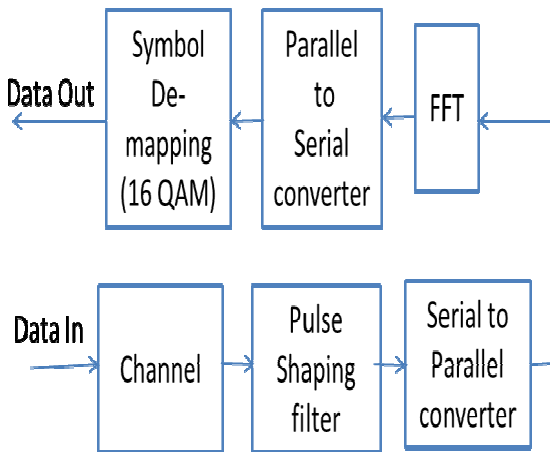 Data Out
Symbol
De-
mapping
(16 QAM)
Parallel
to
Serial
converter
FFT
Data In
Channel
Pulse
Shaping
filter
Serial to
Parallel
converter